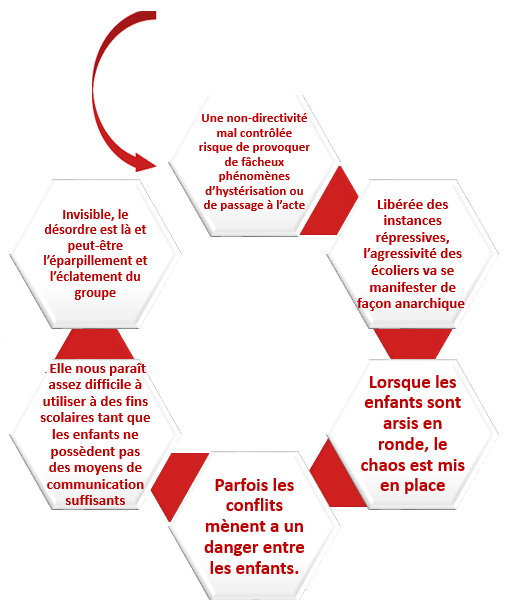 Une non-directivité
mal contrôlée
risque de provoquer
de fâcheux
phénomènes
d'hystérisation ou
de passage à l'acte
Libérée des
instances
répressives,
l'agressivité des
écoliers va se
manifester de
façon anarchique
Lorsque les
enfants sont
arsis en
ronde, le
chaos est mis
en place
Parfois les
conflits
mènent a un
danger entre
les enfants.
. Elle nous paraît
assez difficile à
utiliser à des fins
scolaires tant que
les enfants ne
possèdent pas
des moyens de
communication
suffisants
Invisible, le
désordre est là et
peut-être
l'éparpillement et
l'éclatement du
groupe